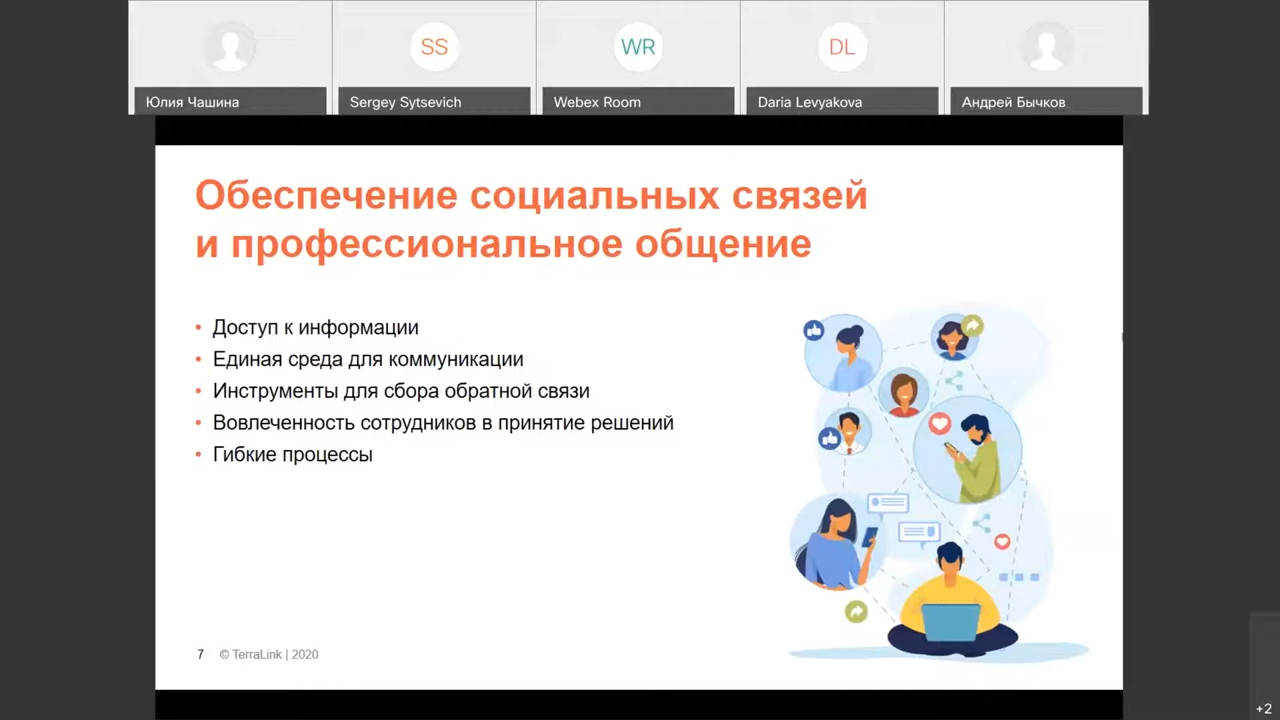 SS
WR
DL
Юлия Чашина
Sergey Sytsevich
Webex Room
Daria Levyakova
Андрей Бычков
Обеспечение социальных связей
и профессиональное общение
• Доступ к информации
• Единая среда для коммуникации
• Инструменты для сбора обратной связи
• Вовлеченность сотрудников в принятие решений
• Гибкие процессы
7 © TerraLink | 2020
+2